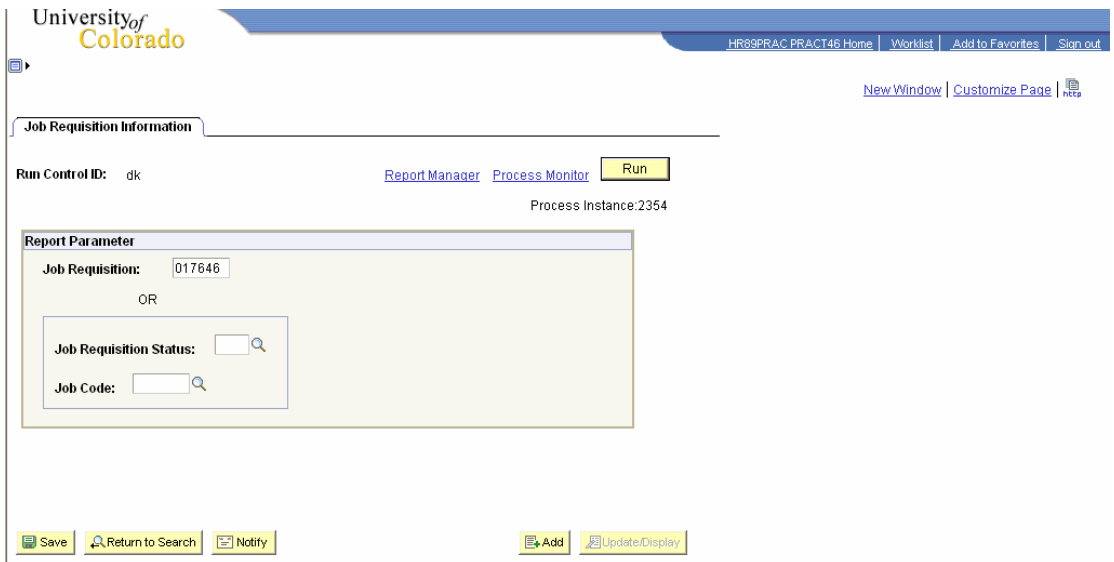 University of
Colorado
HR89PRAC PRACT46 Home | Worklist | Add to Favorites | Sign out
New Window | Customize Page | http
Job Requisition Information
Run Control ID: dk Report Manager Process Monitor Run
Process Instance:2354
Report Parameter
Job Requisition: 017646
OR
Job Requisition Status:
Job Code:
Save Return to Search Notify Add Update/Display